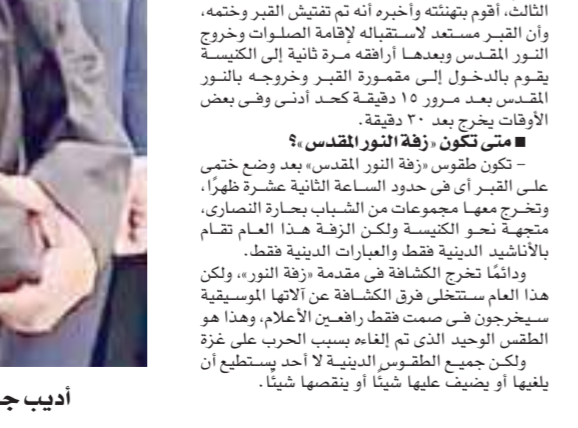 الثالث، أقوم بتهنئته وأخبره أنه تم تفتيش القبر وختمه،
وأن القبر مستعد لاستقباله لإقامة الصلوات وخروج
النور المقدس وبعدها أرافقه مرة ثانية إلى الكنيسة
يقوم بالدخول إلى مقمورة القبر وخروجه بالنور
المقدس بعد مرور ١٥ دقيقة كحد أدنى وفى بعض
الأوقات يخرج بعد ٣٠ دقيقة.
■ متى تكون «زفة النور المقدس»؟
– تكون طقوس «زفة النور المقدس» بعد وضع ختمى
على القبر أى فى حدود الساعة الثانية عشرة ظهرًا،
وتخرج معها مجموعات من الشباب بحارة النصارى،
متجهة نحو الكنيسة ولكن الزفة هذا العام تقام
بالأناشيد الدينية فقط والعبارات الدينية فقط.
ودائمًا تخرج الكشافة فى مقدمة «زفة النور»، ولكن
هذا العام ستتخلى فرق الكشافة عن آلاتها الموسيقية
سيخرجون فى صمت فقط رافعين الأعلام، وهذا هو
الطقس الوحيد الذى تم إلغاءه بسبب الحرب على غزة
ولكن جميع الطقوس الدينية لا أحد يستطيع أن
يلغيها أو يضيف عليها شيئًا أو ينقصها شيئًا.
أديب جـ